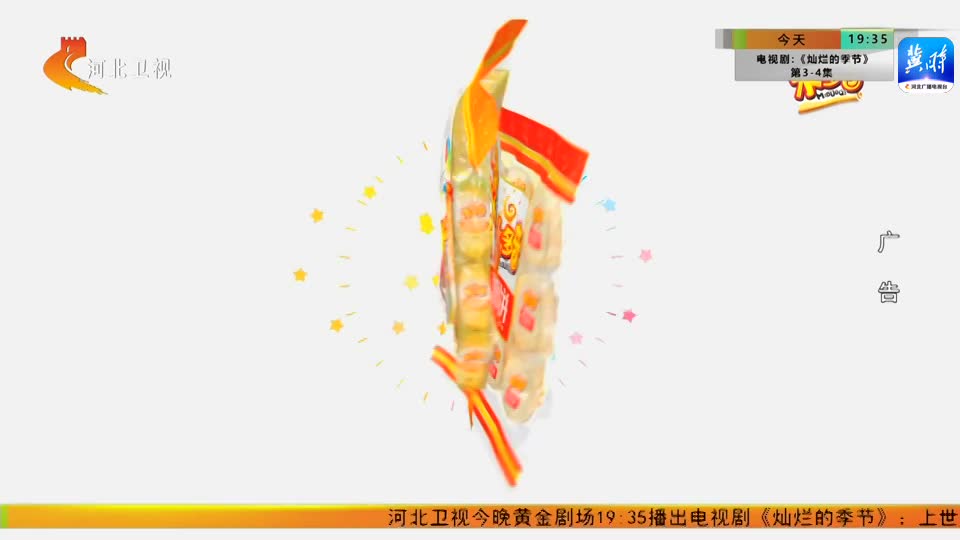 河北卫视
今天 19:35
电视剧:《灿烂的季节》
第3-4集
冀时
河北广播电视台
广告
河北卫视今晚黄金剧场19:35播出电视剧《灿烂的季节》：上世